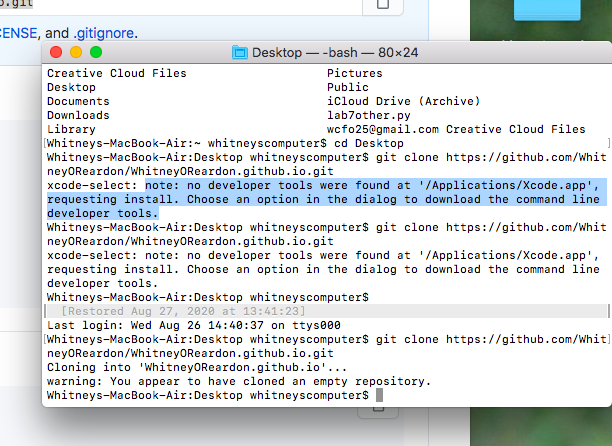 o.git
CENSE, and .gitignore.
Desktop — -bash — 80×24
Creative Cloud Files Pictures
Desktop Public
Documents iCloud Drive (Archive)
Downloads lab7other.py
Library wcfo25@gmail.com Creative Cloud Files
[Whitneys-MacBook-Air:~ whitneyscomputer$ cd Desktop ]
[Whitneys-MacBook-Air:Desktop whitneyscomputer$ git clone https://github.com/Whit]
neyOReardon/WhitneyOReardon.github.io.git
xcode-select: note: no developer tools were found at '/Applications/Xcode.app',
requesting install. Choose an option in the dialog to download the command line
developer tools.
Whitneys-MacBook-Air:Desktop whitneyscomputer$ git clone https://github.com/Whit
neyOReardon/WhitneyOReardon.github.io.git
xcode-select: note: no developer tools were found at '/Applications/Xcode.app',
requesting install. Choose an option in the dialog to download the command line
developer tools.
Whitneys-MacBook-Air:Desktop whitneyscomputer$
[Restored Aug 27, 2020 at 13:41:23]
Last login: Wed Aug 26 14:40:37 on ttys000
[Whitneys-MacBook-Air:Desktop whitneyscomputer$ git clone https://github.com/Whit]
neyOReardon/WhitneyOReardon.github.io.git
Cloning into 'WhitneyOReardon.github.io'...
warning: You appear to have cloned an empty repository.
Whitneys-MacBook-Air:Desktop whitneyscomputer$